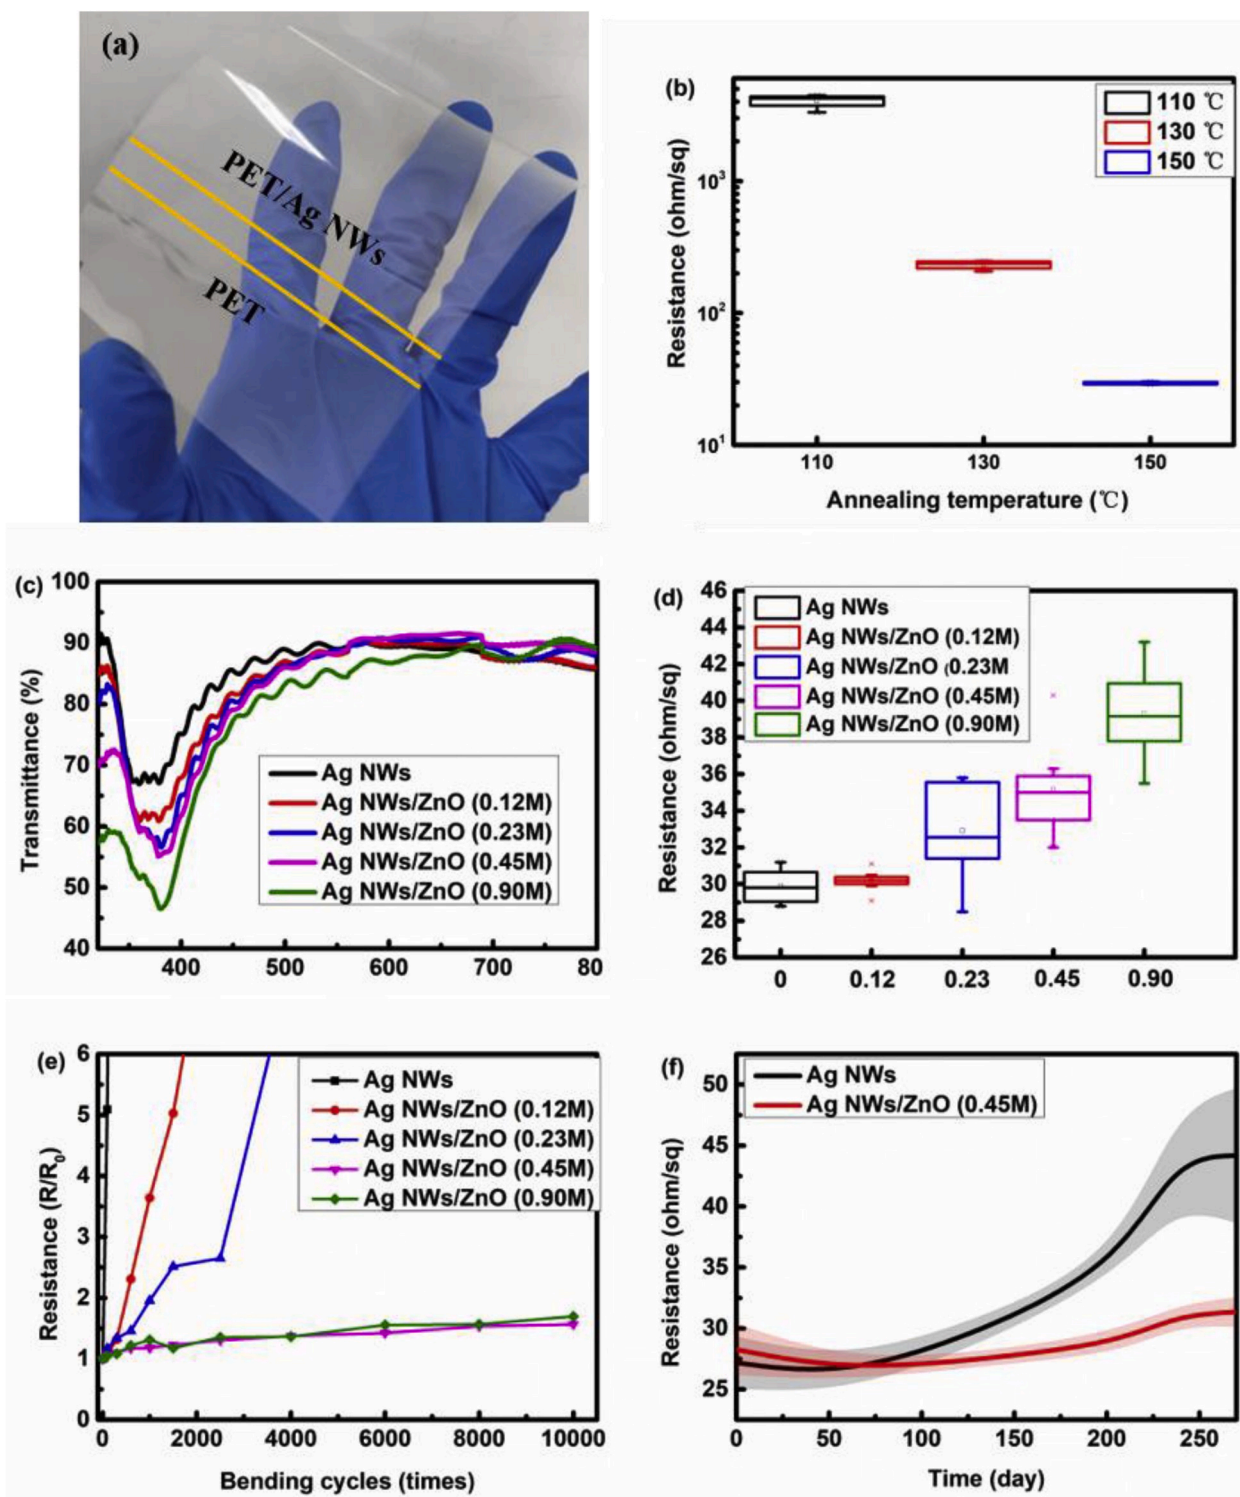 (a)
PET/Ag NWs
PET
(b)
Resistance (ohm/sq)
10³
10²
10¹
110 ℃
130 ℃
150 ℃
110 130 150
Annealing temperature (℃)
(c)
Transmittance (%)
100
90
80
70
60
50
40
Ag NWs
Ag NWs/ZnO (0.12M)
Ag NWs/ZnO (0.23M)
Ag NWs/ZnO (0.45M)
Ag NWs/ZnO (0.90M)
400 500 600 700 80
(d)
Resistance (ohm/sq)
46
44
42
40
38
36
34
32
30
28
26
Ag NWs
Ag NWs/ZnO (0.12M)
Ag NWs/ZnO (0.23M
Ag NWs/ZnO (0.45M)
Ag NWs/ZnO (0.90M)
0 0.12 0.23 0.45 0.90
(e)
Resistance (R/R₀)
6
5
4
3
2
1
0
Ag NWs
Ag NWs/ZnO (0.12M)
Ag NWs/ZnO (0.23M)
Ag NWs/ZnO (0.45M)
Ag NWs/ZnO (0.90M)
0 2000 4000 6000 8000 10000
Bending cycles (times)
(f)
Resistance (ohm/sq)
50
45
40
35
30
25
Ag NWs
Ag NWs/ZnO (0.45M)
0 50 100 150 200 250
Time (day)